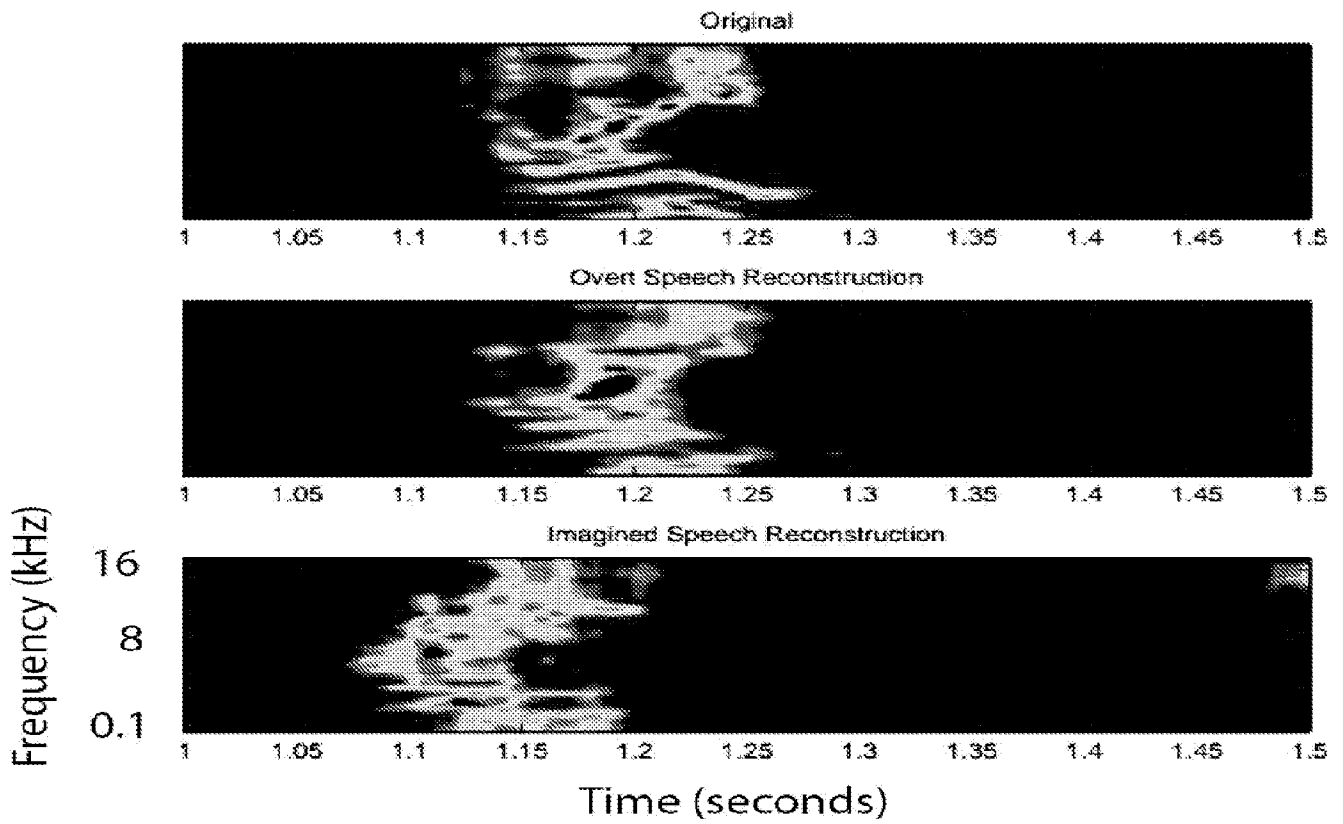 Original
1 1.05 1.1 1.15 1.2 1.25 1.3 1.35 1.4 1.45 1.5
Overt Speech Reconstruction
1 1.05 1.1 1.15 1.2 1.25 1.3 1.35 1.4 1.45 1.5
Imagined Speech Reconstruction
Frequency (kHz)
16
8
0.1
1 1.05 1.1 1.15 1.2 1.25 1.3 1.35 1.4 1.45 1.5
Time (seconds)